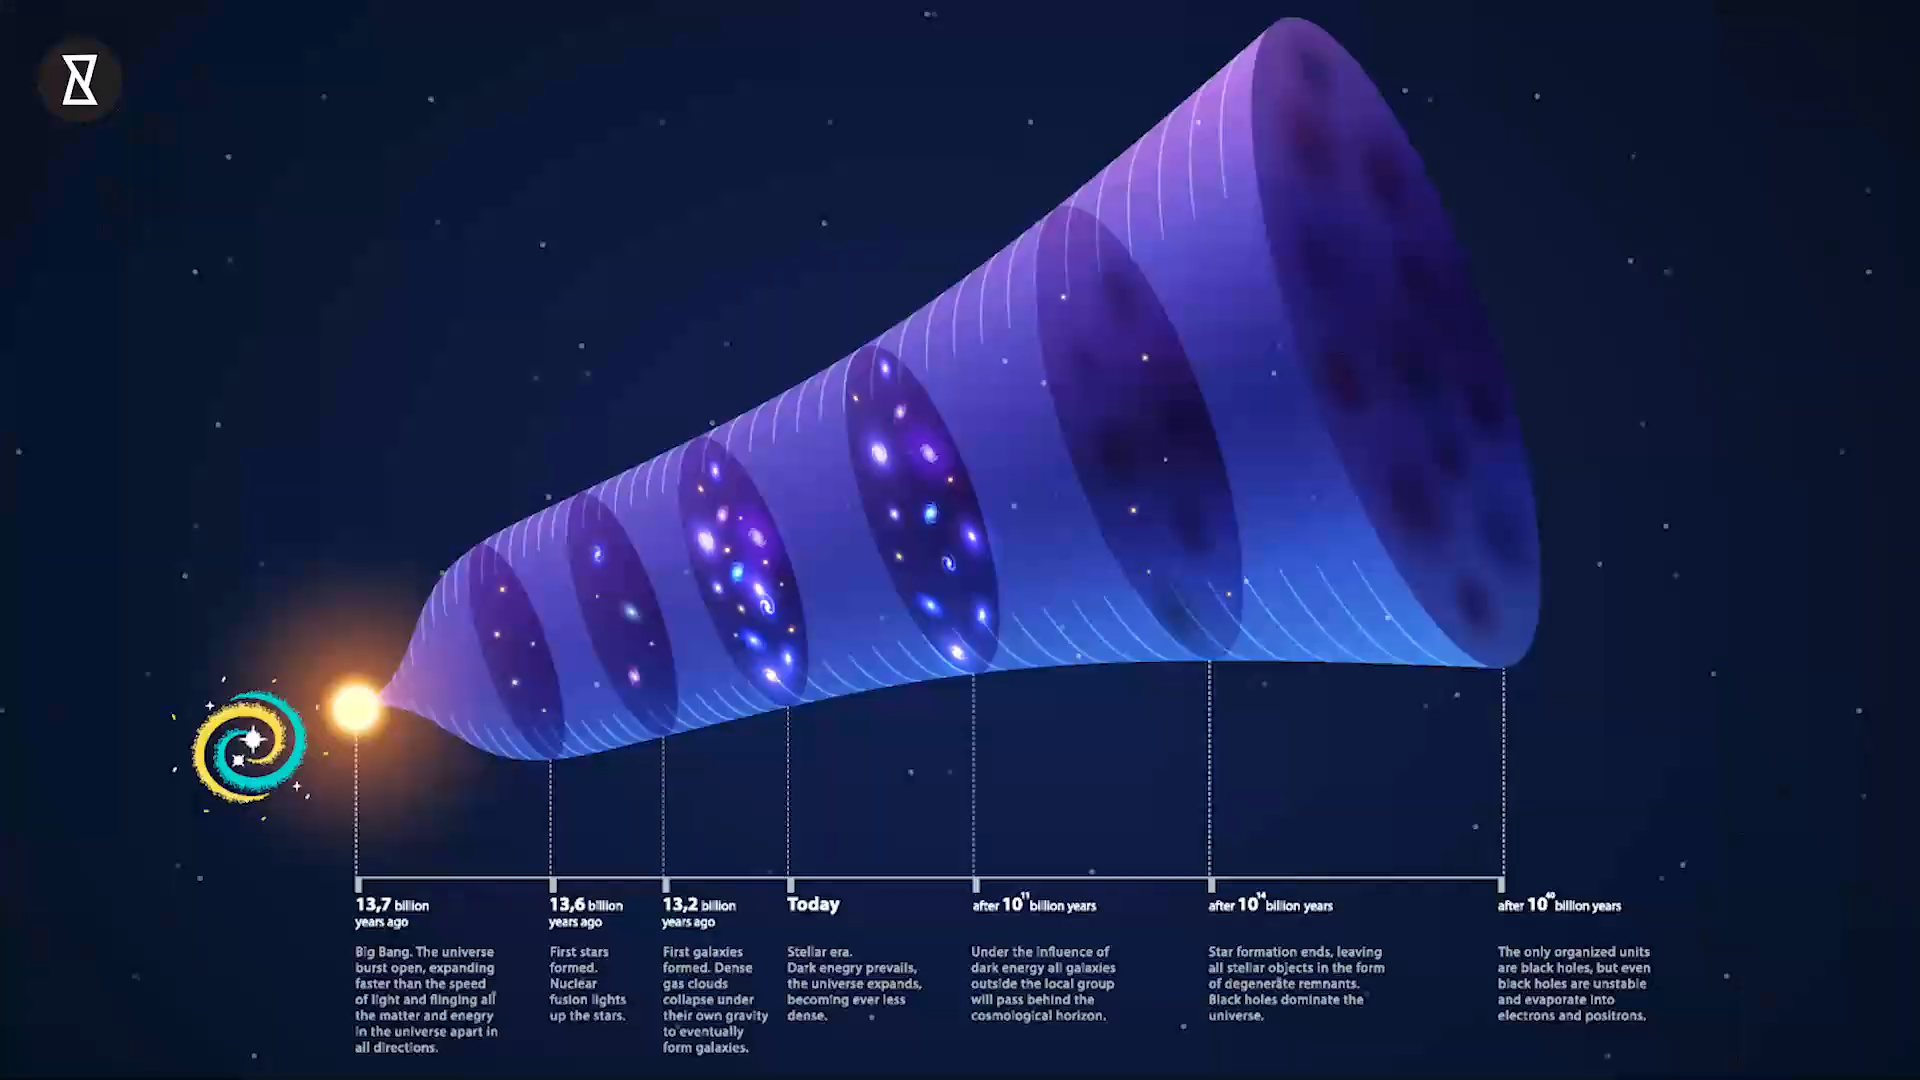 13,7 billion
years ago
Big Bang. The universe
burst open, expanding
faster than the speed
of light and flinging all
the matter and enegry
in the universe apart in
all directions.
13,6 billion
years ago
First stars
formed.
Nuclear
fusion lights
up the stars.
13,2 billion
years ago
First galaxies
formed. Dense
gas clouds
collapse under
their own gravity
to eventually
form galaxies.
Today
Stellar era.
Dark enegry prevails,
the universe expands,
becoming ever less
dense.
after 10¹¹ billion years
Under the influence of
dark energy all galaxies
outside the local group
will pass behind the
cosmological horizon.
after 10¹⁴ billion years
Star formation ends, leaving
all stellar objects in the form
of degenerate remnants.
Black holes dominate the
universe.
after 10⁴⁰ billion years
The only organized units
are black holes, but even
black holes are unstable
and evaporate into
electrons and positrons.